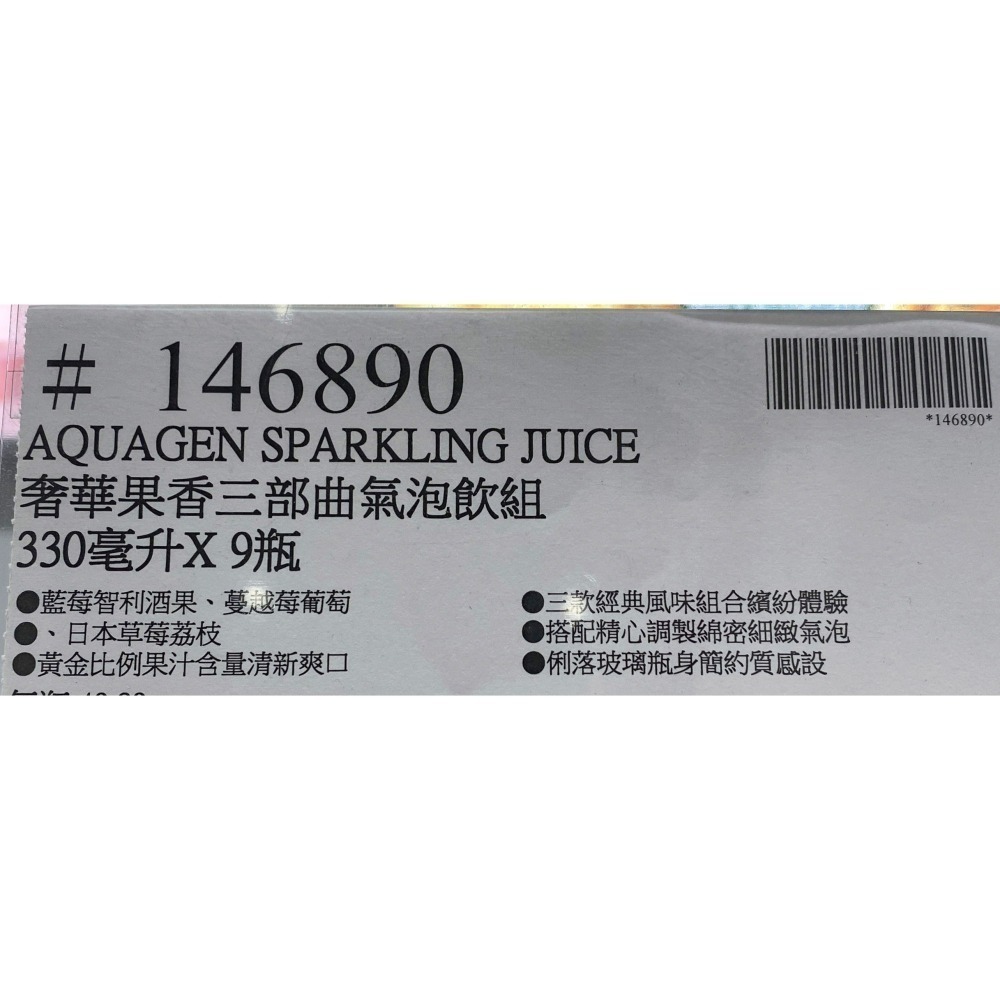 # 146890
*146890*
AQUAGEN SPARKLING JUICE
奢華果香三部曲氣泡飲組
330毫升X 9瓶
●藍莓智利酒果、蔓越莓葡萄
●、日本草莓荔枝
●黃金比例果汁含量清新爽口
●三款經典風味組合繽紛體驗
●搭配精心調製綿密細緻氣泡
●俐落玻璃瓶身簡約質感設